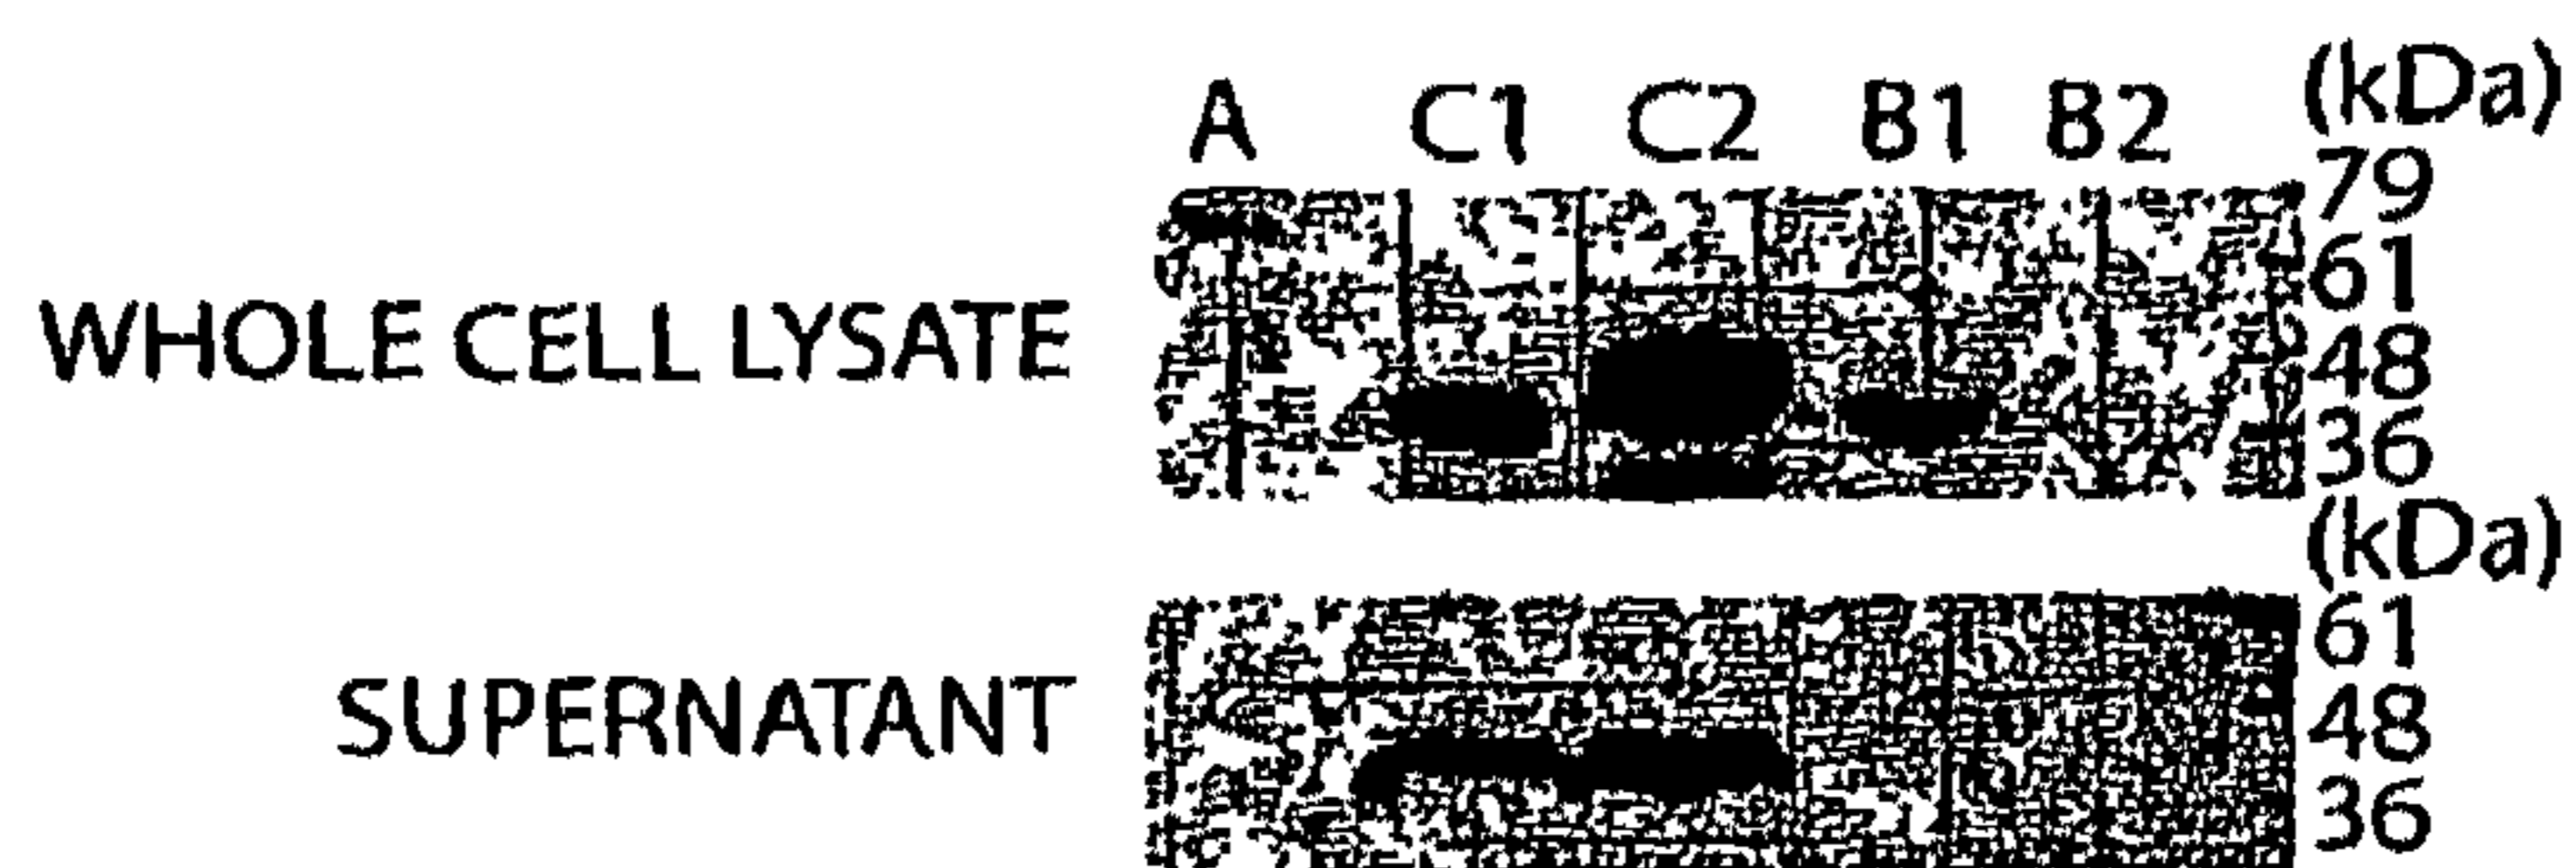 A C1 C2 B1 B2 (kDa)
79
61
WHOLE CELL LYSATE 48
36
(kDa)
61
SUPERNATANT 48
36